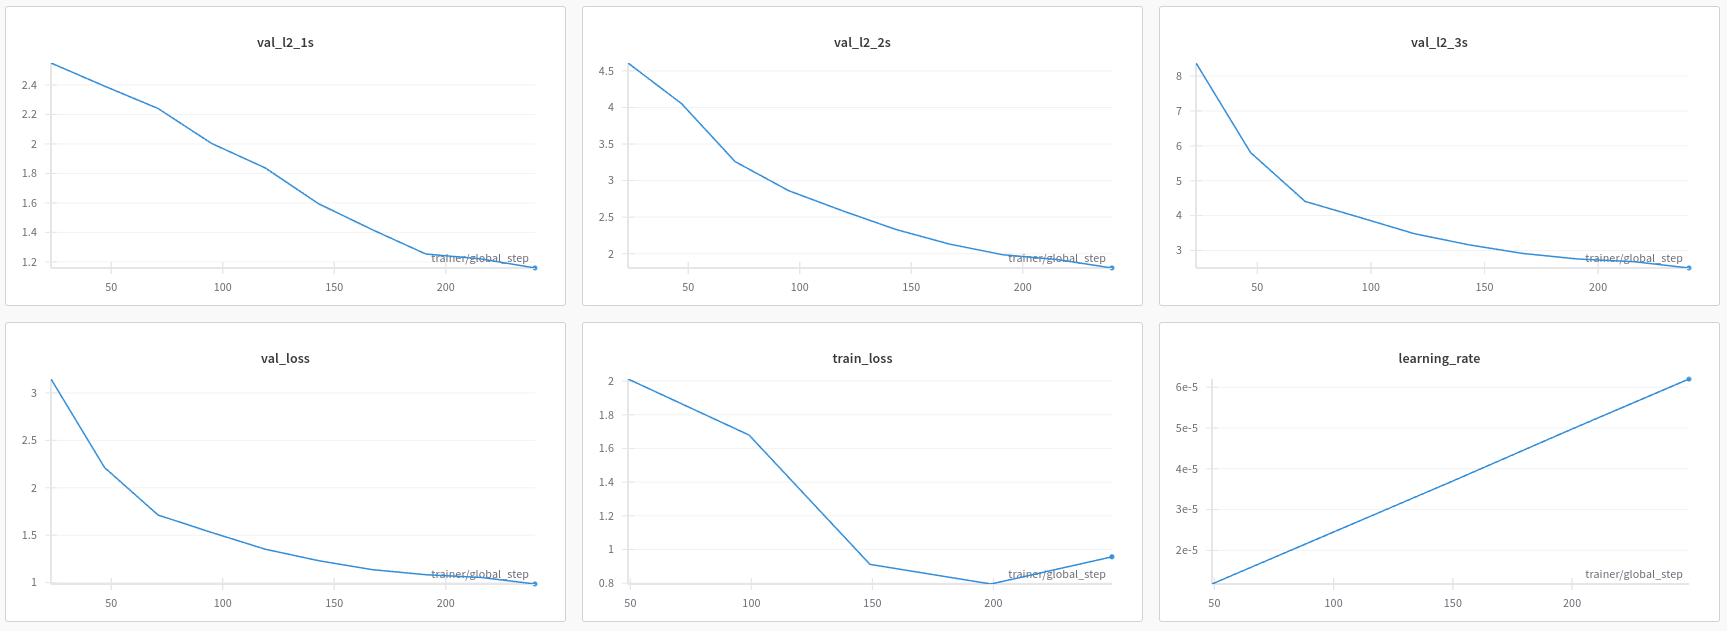 val_l2_1s
2.4
2.2
2
1.8
1.6
1.4
1.2
trainer/global_step
50 100 150 200
val_l2_2s
4.5
4
3.5
3
2.5
2
trainer/global_step
50 100 150 200
val_l2_3s
8
7
6
5
4
3
trainer/global_step
50 100 150 200
val_loss
3
2.5
2
1.5
1
trainer/global_step
50 100 150 200
train_loss
2
1.8
1.6
1.4
1.2
1
0.8
trainer/global_step
50 100 150 200
learning_rate
6e-5
5e-5
4e-5
3e-5
2e-5
trainer/global_step
50 100 150 200